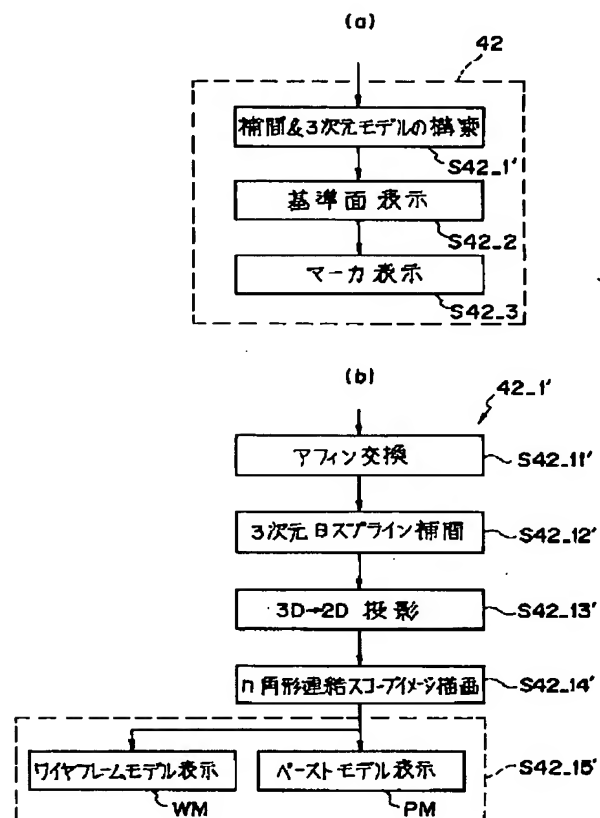 (a)
42
補間&3次元モデルの構築
S42_1'
基準面表示
S42_2
マーカ表示
S42_3
(b)
42_1'
アフィン交換
S42_11'
3次元Bスプライン補間
S42_12'
3D→2D 投影
S42_13'
n角形連結スコープイメージ描画
S42_14'
ワイヤフレームモデル表示
ペーストモデル表示
S42_15'
WM
PM